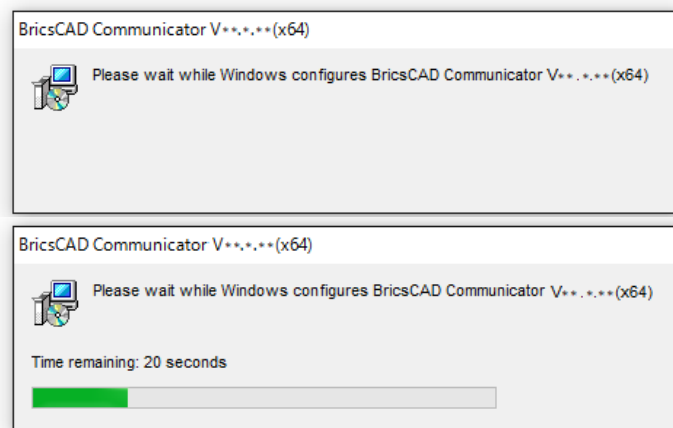 BricsCAD Communicator V**.*.**(x64)
Please wait while Windows configures BricsCAD Communicator V**.*.**(x64)
BricsCAD Communicator V**.*.**(x64)
Please wait while Windows configures BricsCAD Communicator V**.*.**(x64)
Time remaining: 20 seconds